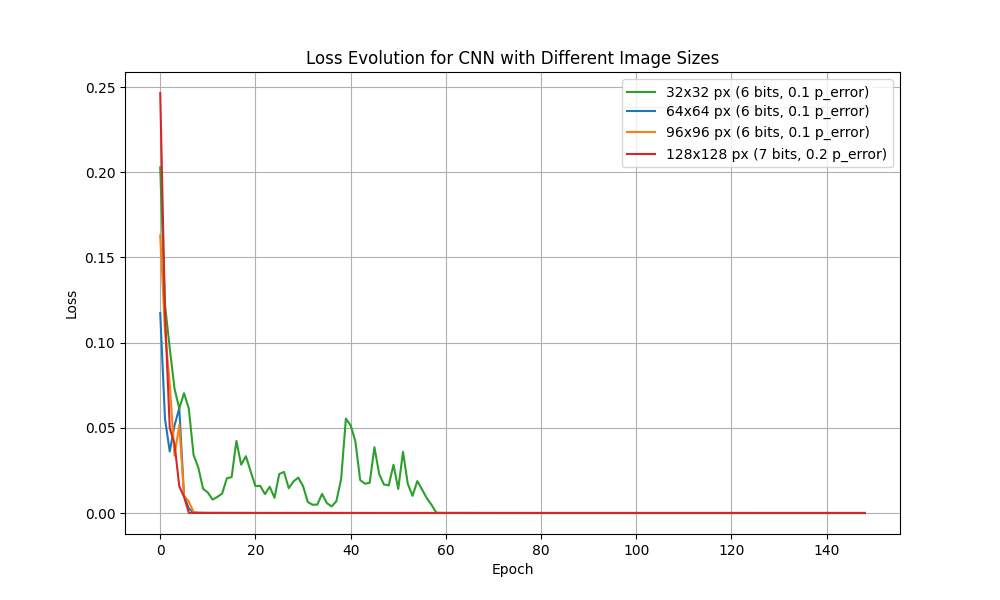 Loss Evolution for CNN with Different Image Sizes
32x32 px (6 bits, 0.1 p_error)
64x64 px (6 bits, 0.1 p_error)
96x96 px (6 bits, 0.1 p_error)
128x128 px (7 bits, 0.2 p_error)
0.25
0.20
0.15
0.10
0.05
0.00
Loss
0 20 40 60 80 100 120 140
Epoch